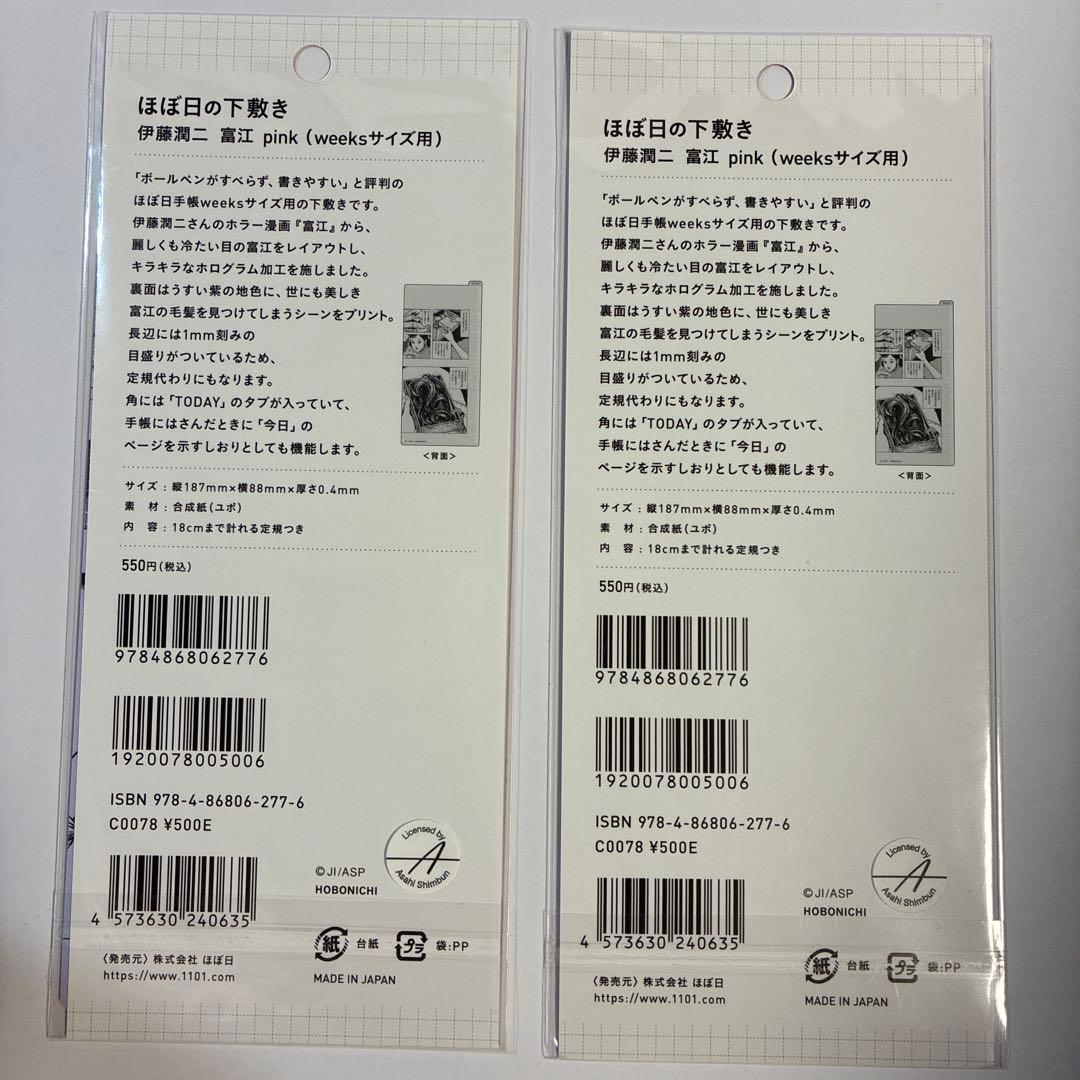 ほぼ日の下敷き
伊藤潤二 富江 pink（weeksサイズ用）
「ボールペンがすべらず、書きやすい」と評判の
ほぼ日手帳weeksサイズ用の下敷きです。
伊藤潤二さんのホラー漫画『富江』から、
麗しくも冷たい目の富江をレイアウトし、
キラキラなホログラム加工を施しました。
裏面はうすい紫の地色に、世にも美しき
富江の毛髪を見つけてしまうシーンをプリント。
長辺には1mm刻みの
目盛りがついているため、
定規代わりにもなります。
角には「TODAY」のタブが入っていて、
手帳にはさんだときに「今日」の
ページを示すしおりとしても機能します。
＜背面＞
サイズ：縦187mm×横88mm×厚さ0.4mm
素 材：合成紙（ユポ）
内 容：18cmまで計れる定規つき
550円（税込）
9784868062776
1920078005006
ISBN 978-4-86806-277-6
C0078 ¥500E
Licensed by
A
Asahi Shimbun
©JI/ASP
HOBONICHI
4 573630 240635
紙 台紙 プラ 袋:PP
〈発売元〉株式会社 ほぼ日
https://www.1101.com
MADE IN JAPAN
ほぼ日の下敷き
伊藤潤二 富江 pink（weeksサイズ用）
「ボールペンがすべらず、書きやすい」と評判の
ほぼ日手帳weeksサイズ用の下敷きです。
伊藤潤二さんのホラー漫画『富江』から、
麗しくも冷たい目の富江をレイアウトし、
キラキラなホログラム加工を施しました。
裏面はうすい紫の地色に、世にも美しき
富江の毛髪を見つけてしまうシーンをプリント。
長辺には1mm刻みの
目盛りがついているため、
定規代わりにもなります。
角には「TODAY」のタブが入っていて、
手帳にはさんだときに「今日」の
ページを示すしおりとしても機能します。
＜背面＞
サイズ：縦187mm×横88mm×厚さ0.4mm
素 材：合成紙（ユポ）
内 容：18cmまで計れる定規つき
550円（税込）
9784868062776
1920078005006
ISBN 978-4-86806-277-6
C0078 ¥500E
Licensed by
A
Asahi Shimbun
©JI/ASP
HOBONICHI
4 573630 240635
紙 台紙 プラ 袋:PP
〈発売元〉株式会社 ほぼ日
https://www.1101.com
MADE IN JAPAN